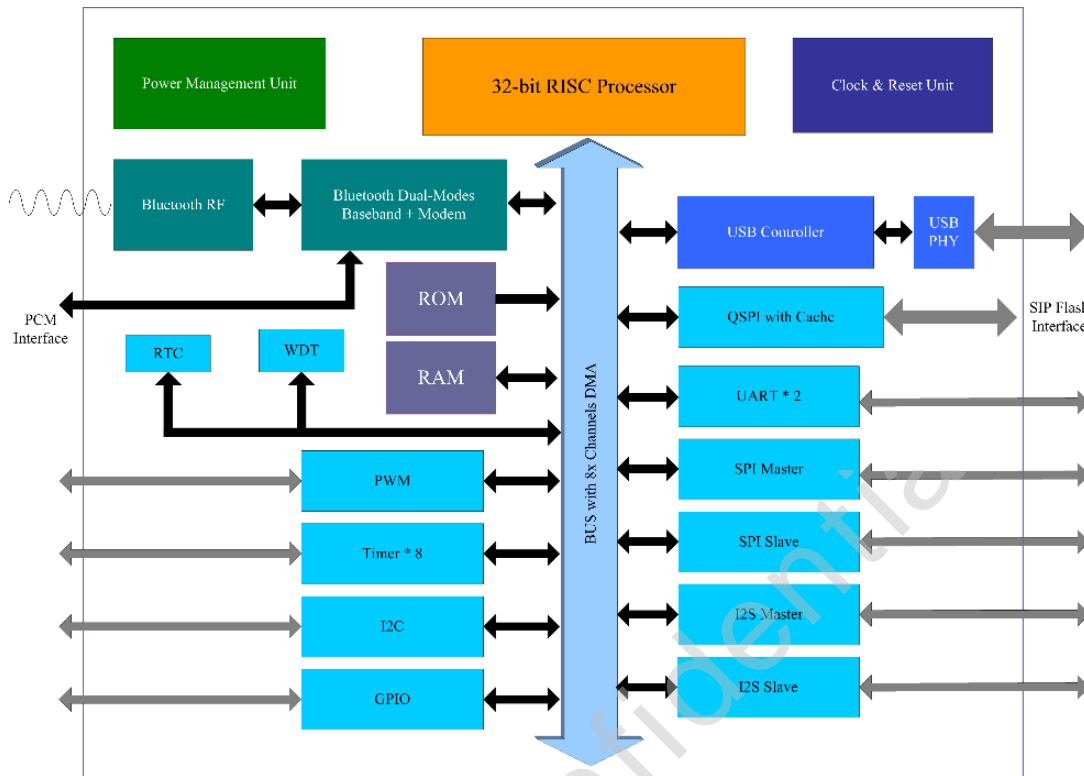 Power Management Unit
32-bit RISC Processor
Clock & Reset Unit
Bluetooth RF
Bluetooth Dual-Modes
Baseband + Modem
USB Controller
USB
PHY
PCM
Interface
ROM
QSPI with Cache
SIP Flash
Interface
RTC
WDT
RAM
UART * 2
BUS with 8x Channels DMA
PWM
SPI Master
Timer * 8
SPI Slave
I2C
I2S Master
GPIO
I2S Slave